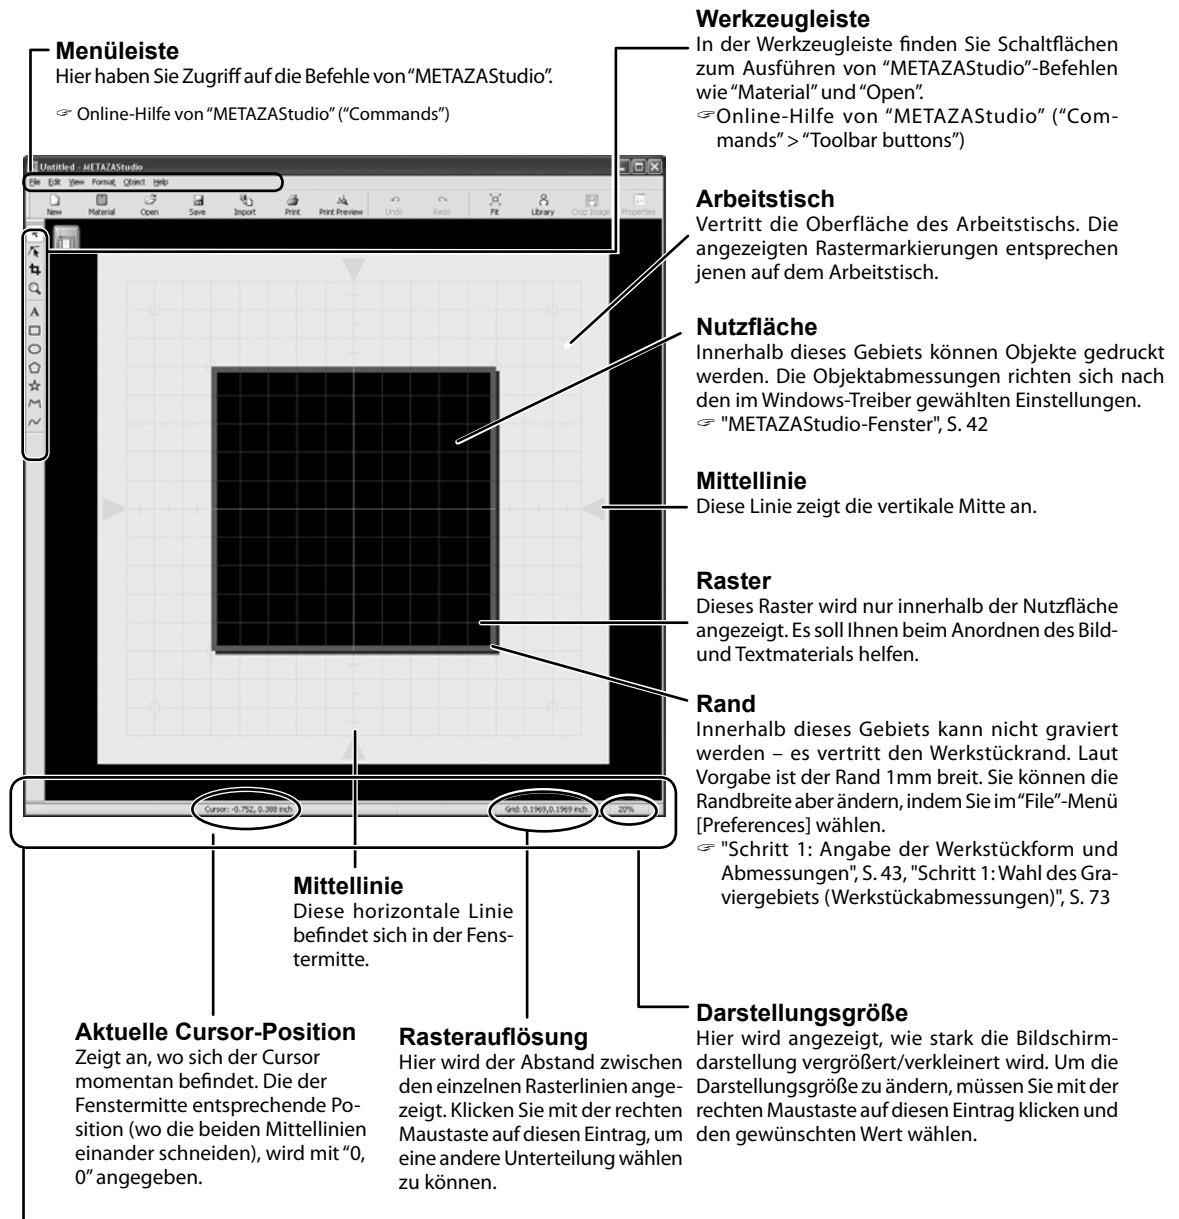 Menüleiste
Hier haben Sie Zugriff auf die Befehle von “METAZAStudio”.
☞ Online-Hilfe von “METAZAStudio” (“Commands”)
Werkzeugleiste
In der Werkzeugleiste finden Sie Schaltflächen
zum Ausführen von “METAZAStudio”-Befehlen
wie “Material” und “Open”.
☞ Online-Hilfe von “METAZAStudio” (“Com-
mands” > “Toolbar buttons”)
Untitled - METAZAStudio
File Edit View Format Object Help
New Material Open Save Import Print Print Preview Undo Redo Fit Library Crop Image Properties
A
Arbeitstisch
Vertritt die Oberfläche des Arbeitstischs. Die
angezeigten Rastermarkierungen entsprechen
jenen auf dem Arbeitstisch.
Nutzfläche
Innerhalb dieses Gebiets können Objekte gedruckt
werden. Die Objektabmessungen richten sich nach
den im Windows-Treiber gewählten Einstellungen.
☞ "METAZAStudio-Fenster", S. 42
Mittellinie
Diese Linie zeigt die vertikale Mitte an.
Raster
Dieses Raster wird nur innerhalb der Nutzfläche
angezeigt. Es soll Ihnen beim Anordnen des Bild-
und Textmaterials helfen.
Rand
Innerhalb dieses Gebiets kann nicht graviert
werden – es vertritt den Werkstückrand. Laut
Vorgabe ist der Rand 1mm breit. Sie können die
Randbreite aber ändern, indem Sie im “File”-Menü
[Preferences] wählen.
☞ "Schritt 1: Angabe der Werkstückform und
Abmessungen", S. 43, "Schritt 1: Wahl des Gra-
viergebiets (Werkstückabmessungen)", S. 73
Cursor: -0.752, 0.388 inch
Grid: 0.1969,0.1969 inch
20%
Mittellinie
Diese horizontale Linie
befindet sich in der Fens-
termitte.
Aktuelle Cursor-Position
Zeigt an, wo sich der Cursor
momentan befindet. Die der
Fenstermitte entsprechende Po-
sition (wo die beiden Mittellinien
einander schneiden), wird mit “0,
0” angegeben.
Rasterauflösung
Hier wird der Abstand zwischen
den einzelnen Rasterlinien ange-
zeigt. Klicken Sie mit der rechten
Maustaste auf diesen Eintrag, um
eine andere Unterteilung wählen
zu können.
Darstellungsgröße
Hier wird angezeigt, wie stark die Bildschirm-
darstellung vergrößert/verkleinert wird. Um die
Darstellungsgröße zu ändern, müssen Sie mit der
rechten Maustaste auf diesen Eintrag klicken und
den gewünschten Wert wählen.